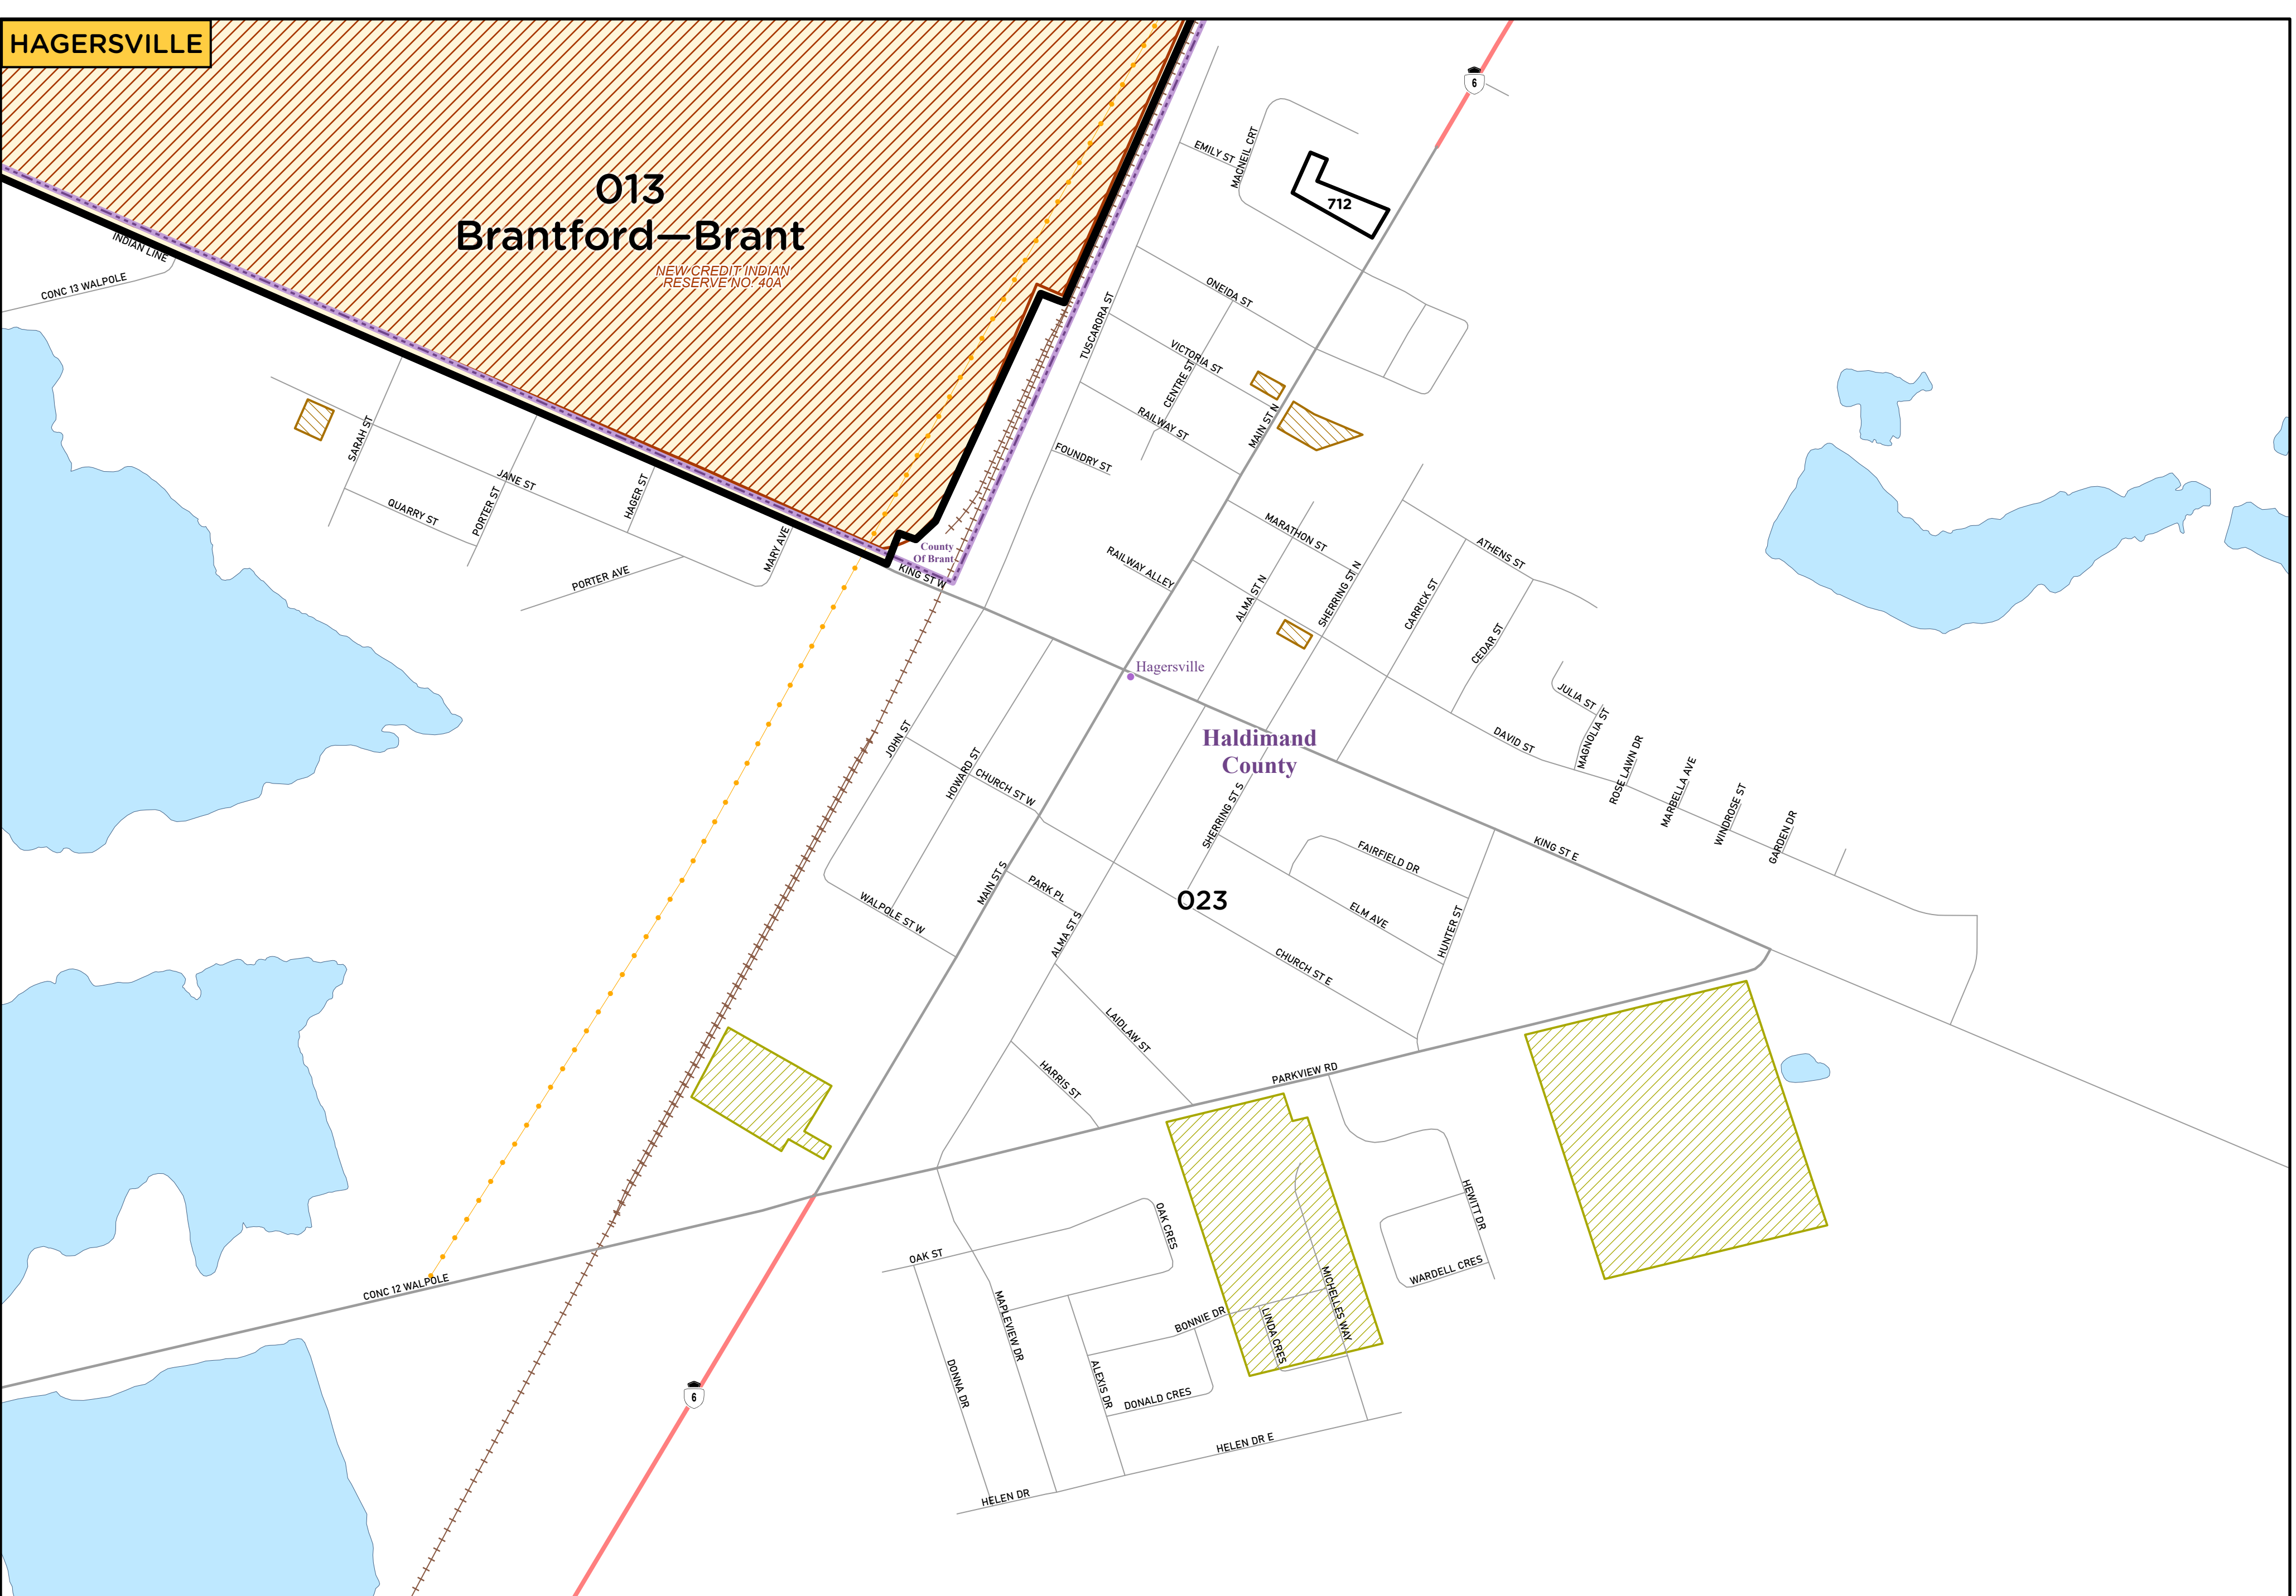 HAGERSVILLE
6
EMILY ST
MACNEIL CRT
712
013
Brantford—Brant
NEW CREDIT INDIAN
RESERVE NO. 40A
INDIAN LINE
CONC 13 WALPOLE
ONEIDA ST
TUSCARORA ST
VICTORIA ST
CENTRE ST
RAILWAY ST
MAIN ST N
FOUNDRY ST
SARAH ST
JANE ST
QUARRY ST
PORTER ST
HAGER ST
MARY AVE
PORTER AVE
County
Of Brant
KING ST W
MARATHON ST
RAILWAY ALLEY
ALMA ST N
SHERRING ST N
ATHENS ST
CARRICK ST
CEDAR ST
Hagersville
JULIA ST
MAGNOLIA ST
DAVID ST
ROSE LAWN DR
MARBELLA AVE
WINDROSE ST
GARDEN DR
Haldimand
County
JOHN ST
HOWARD ST
CHURCH ST W
SHERRING ST S
KING ST E
FAIRFIELD DR
MAIN ST S
PARK PL
023
ELM AVE
WALPOLE ST W
ALMA ST S
HUNTER ST
CHURCH ST E
LAIDLAW ST
HARRIS ST
PARKVIEW RD
OAK CRES
HEWITT DR
OAK ST
WARDELL CRES
CONC 12 WALPOLE
MAPLEVIEW DR
BONNIE DR
LINDA CRES
MICHELLES WAY
6
DONNA DR
ALEXIS DR
DONALD CRES
HELEN DR E
HELEN DR